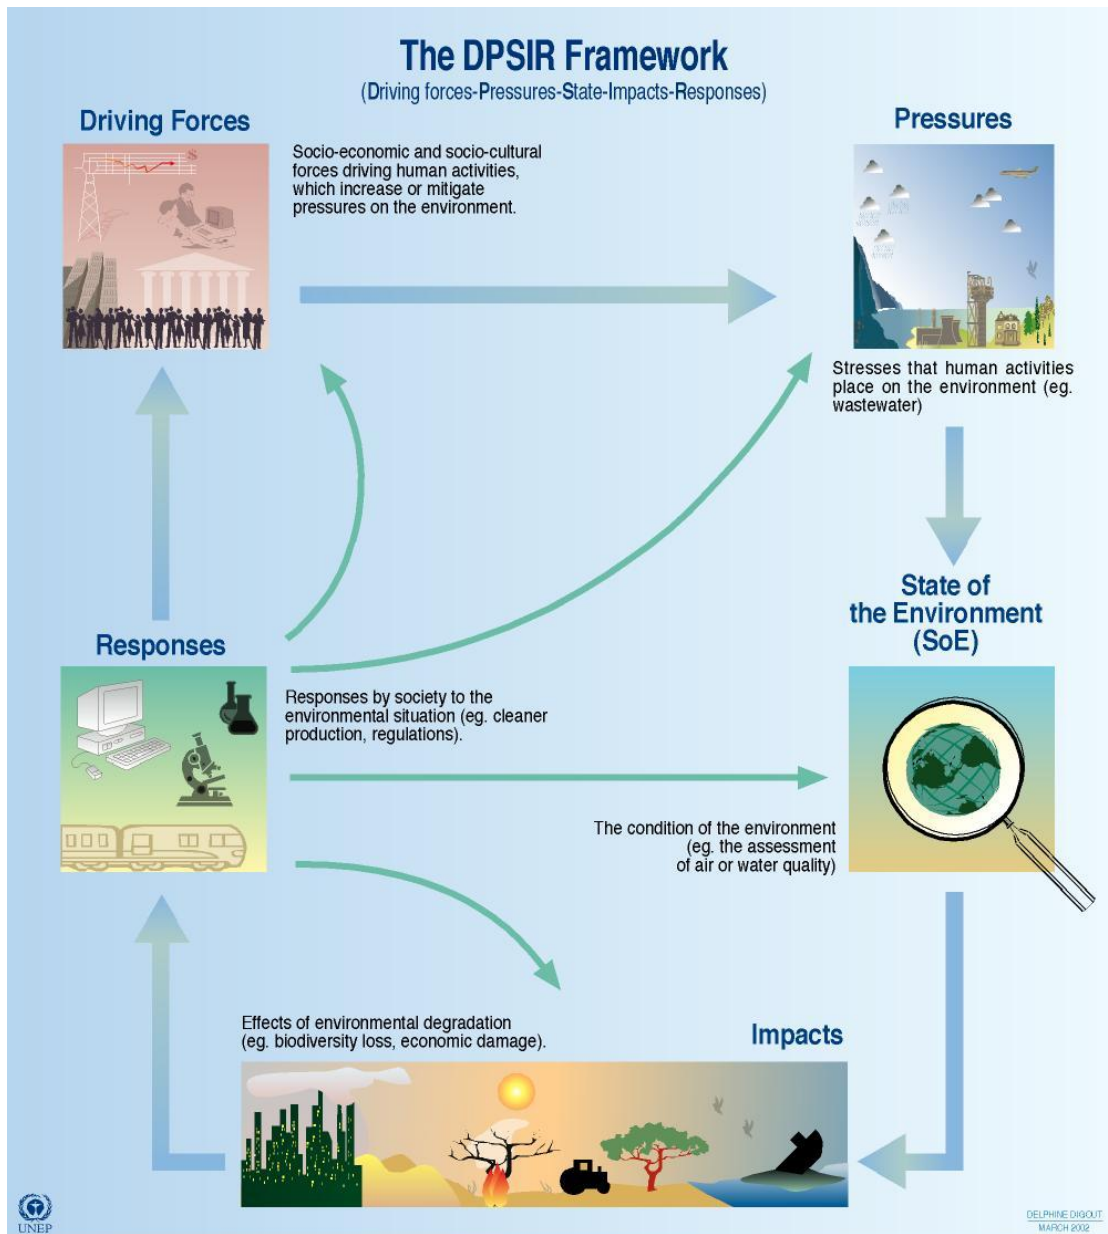 The DPSIR Framework
(Driving forces-Pressures-State-Impacts-Responses)
Driving Forces
Socio-economic and socio-cultural
forces driving human activities,
which increase or mitigate
pressures on the environment.
$
Pressures
Stresses that human activities
place on the environment (eg.
wastewater)
State of
the Environment
(SoE)
Responses
Responses by society to the
environmental situation (eg. cleaner
production, regulations).
The condition of the environment
(eg. the assessment
of air or water quality)
Effects of environmental degradation
(eg. biodiversity loss, economic damage).
Impacts
UNEP
DELPHINE DIGOUT
MARCH 2002